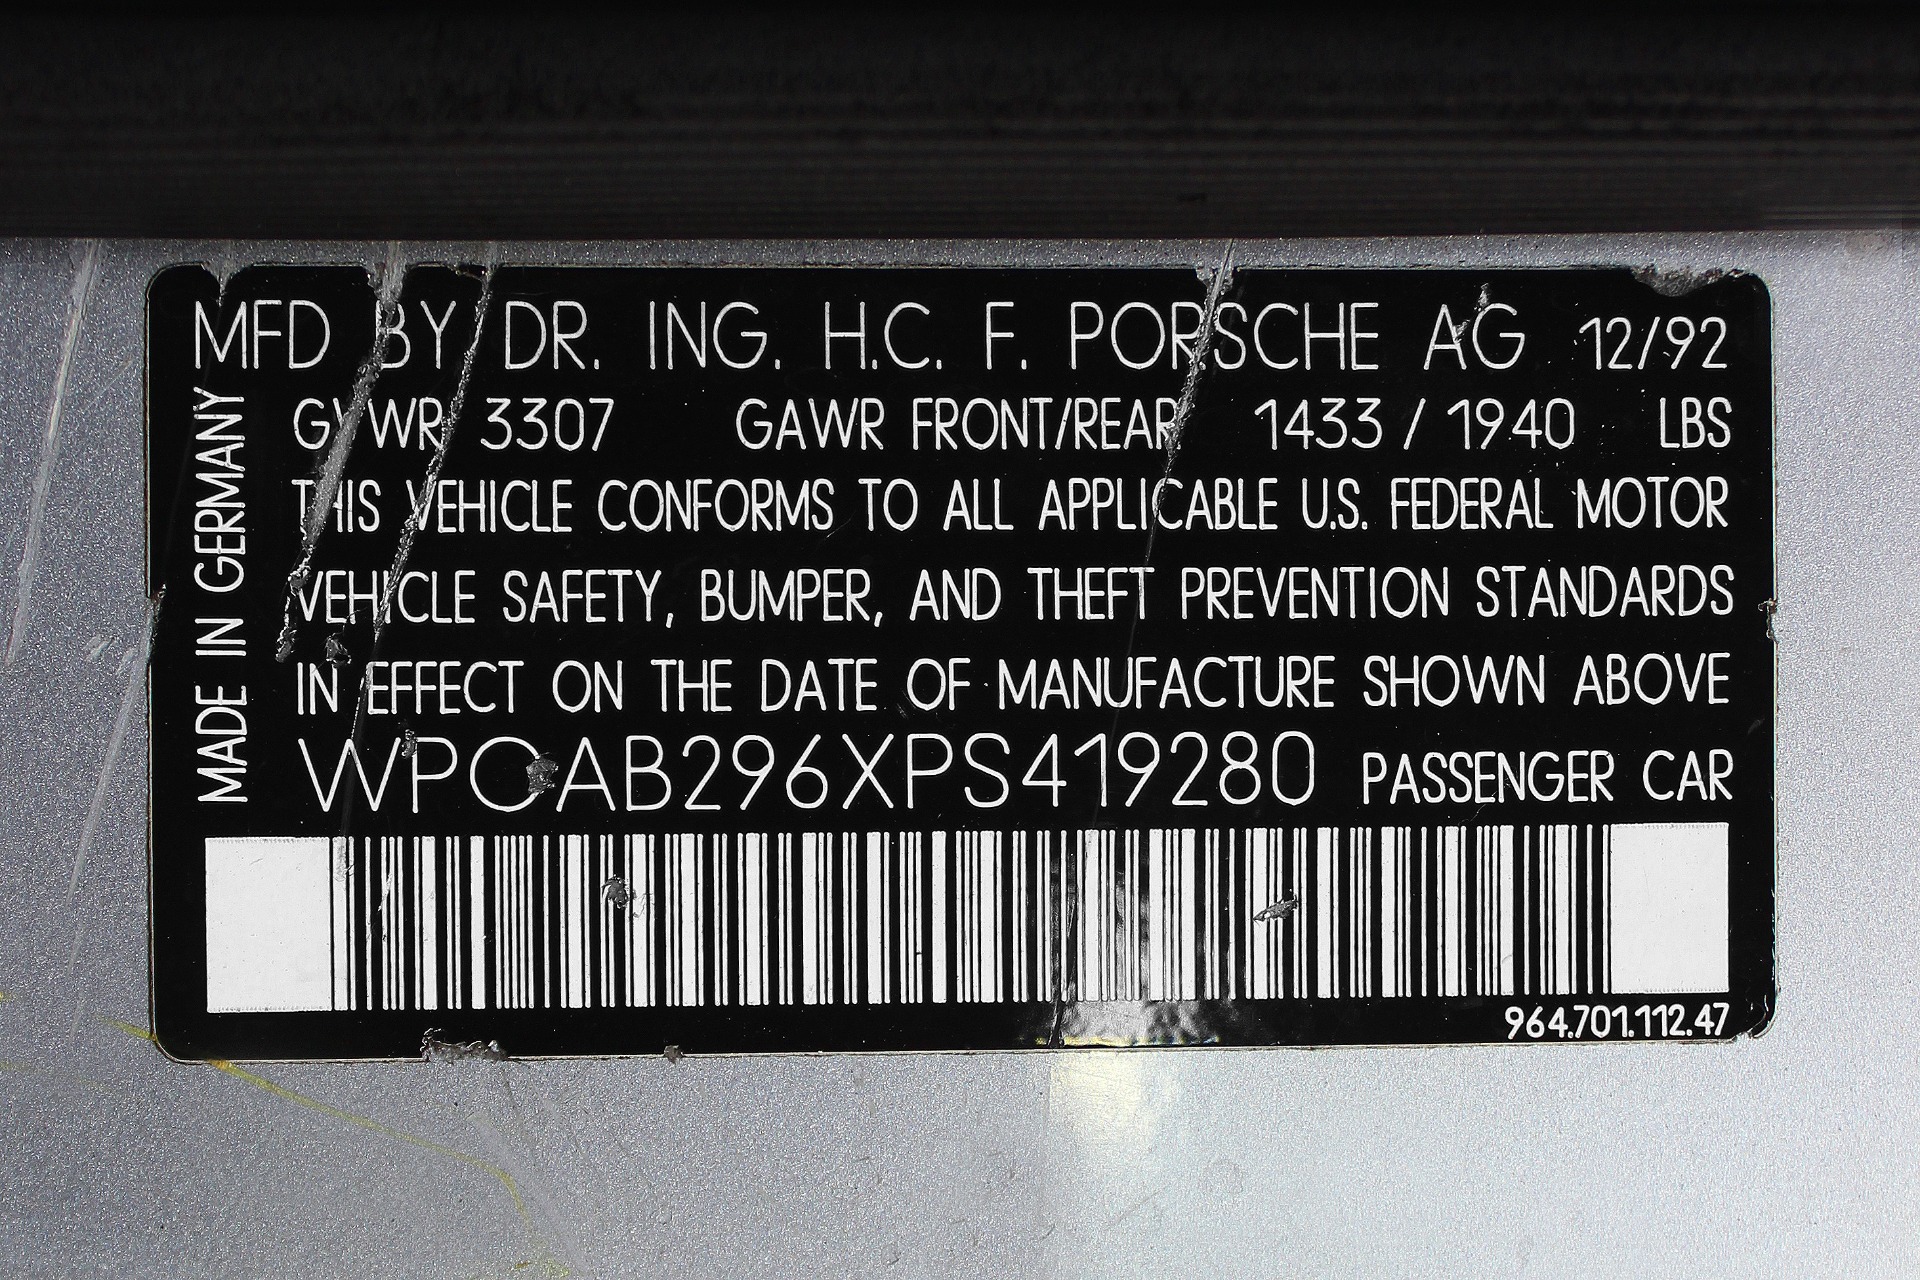 MFD BY DR. ING. H.C. F. PORSCHE AG 12/92
GVWR 3307 GAWR FRONT/REAR 1433 / 1940 LBS
THIS VEHICLE CONFORMS TO ALL APPLICABLE U.S. FEDERAL MOTOR
VEHICLE SAFETY, BUMPER, AND THEFT PREVENTION STANDARDS
IN EFFECT ON THE DATE OF MANUFACTURE SHOWN ABOVE
WP0AB296XPS419280 PASSENGER CAR
MADE IN GERMANY
964.701.112.47